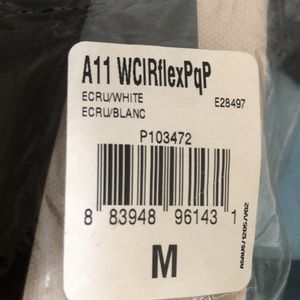 A11 WCIRflexPqP
ECRU/WHITE E28497
ECRU/BLANC
P103472
8 83948 96143 1
M